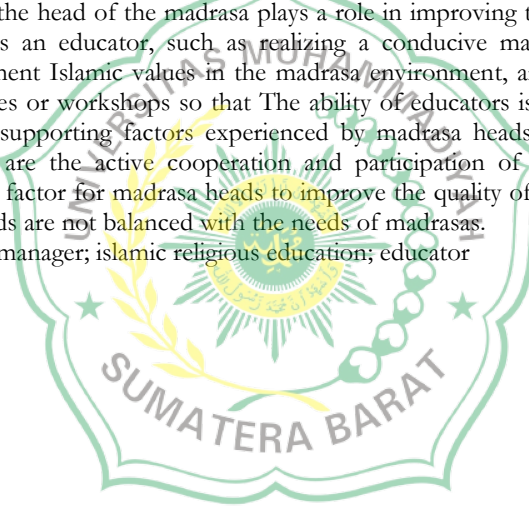 the head of the madrasa plays a role in improving t
s an educator, such as realizing a conducive ma
nent Islamic values in the madrasa environment, a
es or workshops so that The ability of educators is
supporting factors experienced by madrasa heads
are the active cooperation and participation of
factor for madrasa heads to improve the quality of
ds are not balanced with the needs of madrasas.
manager; islamic religious education; educator
UNIVERSITAS MUHAMMADIYAH
SUMATERA BARAT